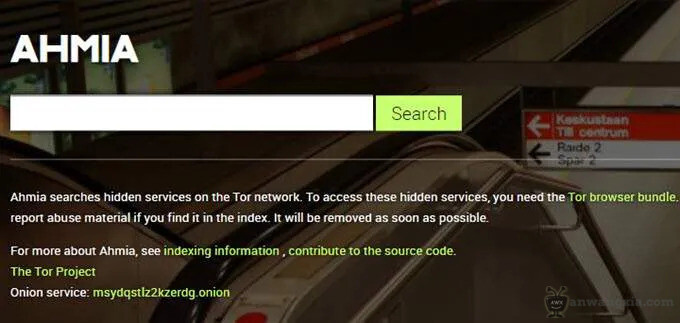 AHMIA
Search
Keskustaan
Till centrum
Raide 2
Spår 2
Ahmia searches hidden services on the Tor network. To access these hidden services, you need the Tor browser bundle.
report abuse material if you find it in the index. It will be removed as soon as possible.
For more about Ahmia, see indexing information , contribute to the source code.
The Tor Project
Onion service: msydqstlz2kzerdg.onion
AWX
anwangxia.com